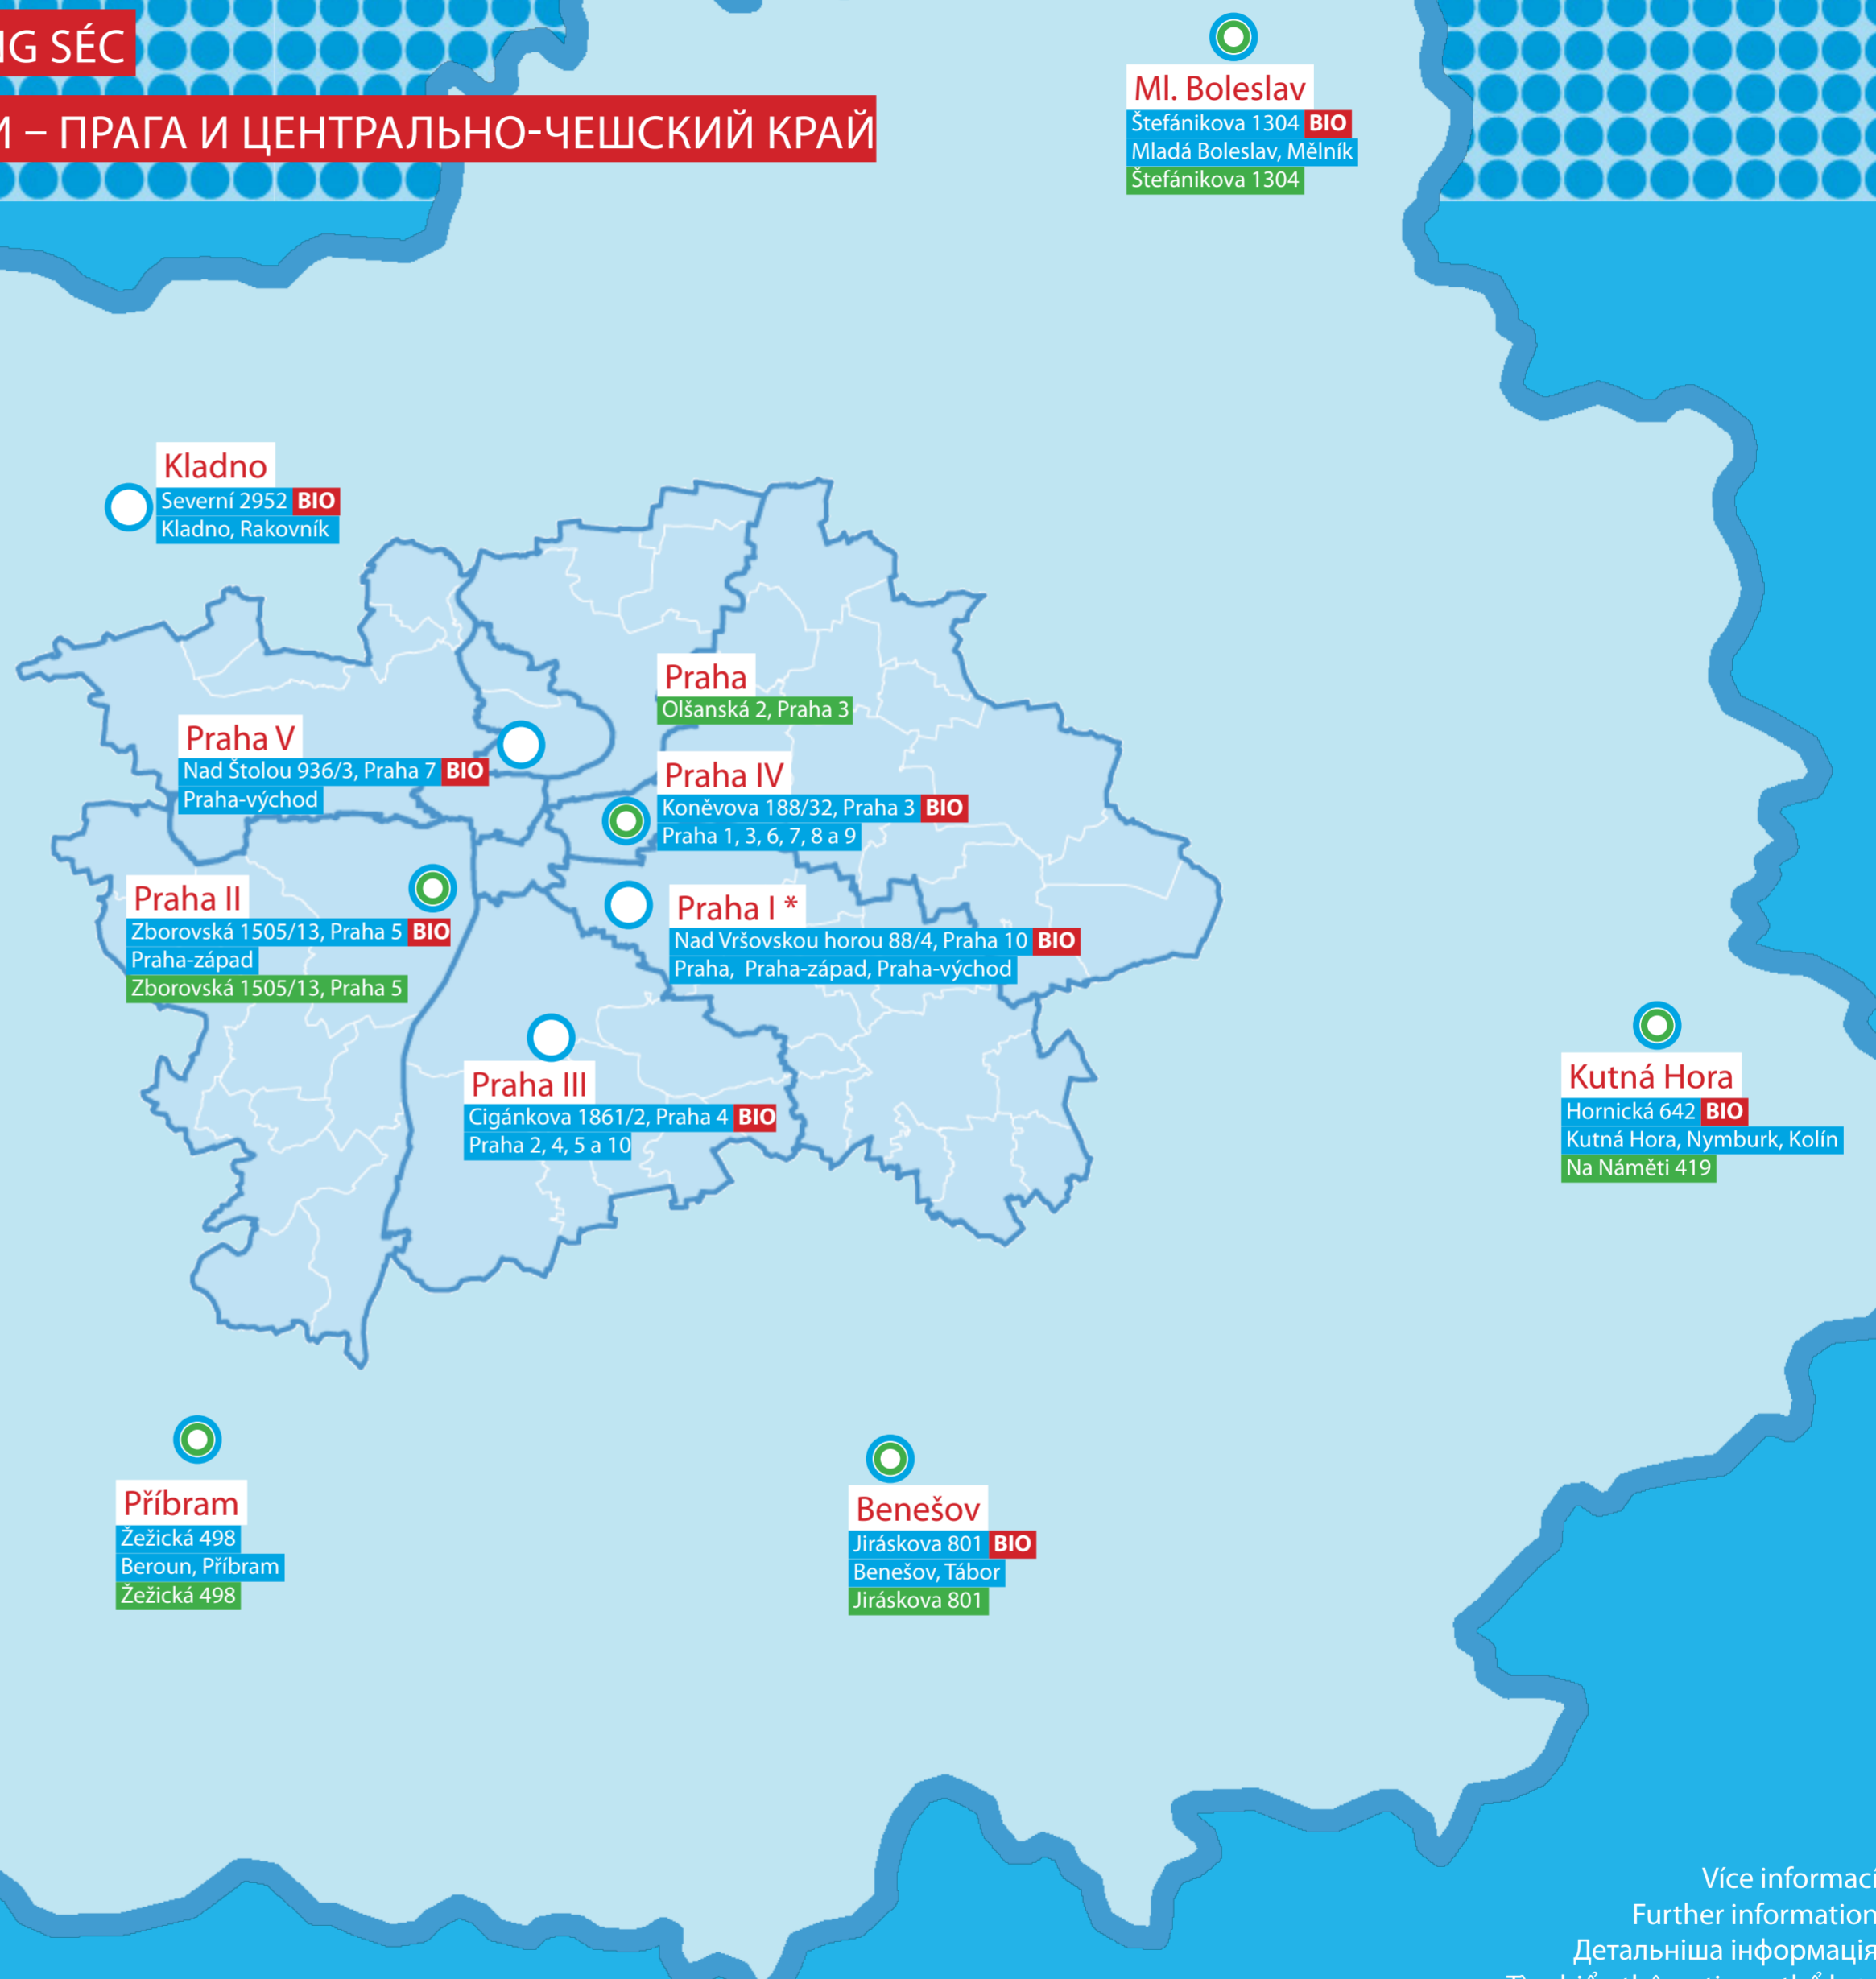 NG SÉC
И – ПРАГА И ЦЕНТРАЛЬНО-ЧЕШСКИЙ КРАЙ
Ml. Boleslav
Štefánikova 1304 BIO
Mladá Boleslav, Mělník
Štefánikova 1304
Kladno
Severní 2952 BIO
Kladno, Rakovník
Praha
Olšanská 2, Praha 3
Praha V
Nad Štolou 936/3, Praha 7 BIO
Praha-východ
Praha IV
Koněvova 188/32, Praha 3 BIO
Praha 1, 3, 6, 7, 8 a 9
Praha II
Zborovská 1505/13, Praha 5 BIO
Praha-západ
Zborovská 1505/13, Praha 5
Praha I *
Nad Vršovskou horou 88/4, Praha 10 BIO
Praha, Praha-západ, Praha-východ
Praha III
Cigánkova 1861/2, Praha 4 BIO
Praha 2, 4, 5 a 10
Kutná Hora
Hornická 642 BIO
Kutná Hora, Nymburk, Kolín
Na Náměti 419
Příbram
Žežická 498
Beroun, Příbram
Žežická 498
Benešov
Jiráskova 801 BIO
Benešov, Tábor
Jiráskova 801
Více informací
Further information
Детальніша інформація